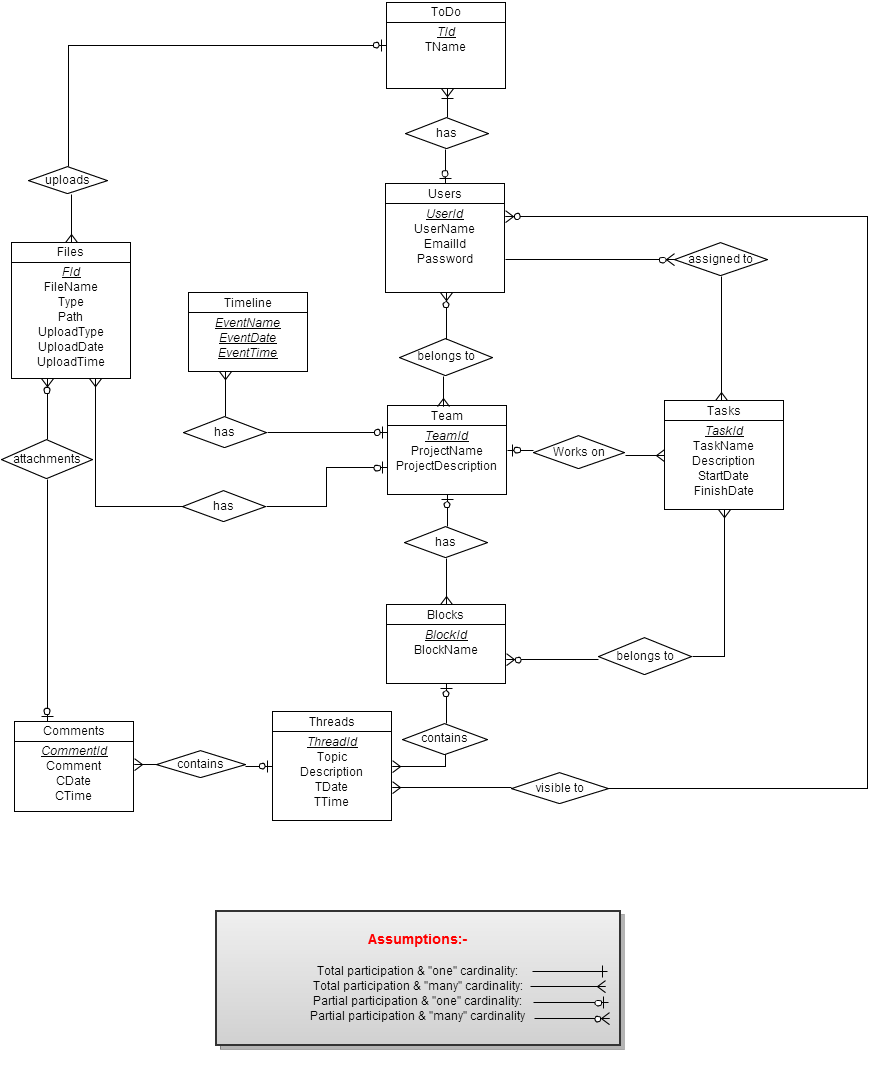 ToDo
TId
TName
has
uploads
Users
UserId
UserName
EmailId
Password
assigned to
Files
FId
FileName
Type
Path
UploadType
UploadDate
UploadTime
Timeline
EventName
EventDate
EventTime
belongs to
Team
TeamId
ProjectName
ProjectDescription
has
Works on
Tasks
TaskId
TaskName
Description
StartDate
FinishDate
attachments
has
has
Blocks
BlockId
BlockName
belongs to
Comments
CommentId
Comment
CDate
CTime
contains
Threads
ThreadId
Topic
Description
TDate
TTime
contains
visible to
Assumptions:-
Total participation & "one" cardinality:
Total participation & "many" cardinality:
Partial participation & "one" cardinality:
Partial participation & "many" cardinality